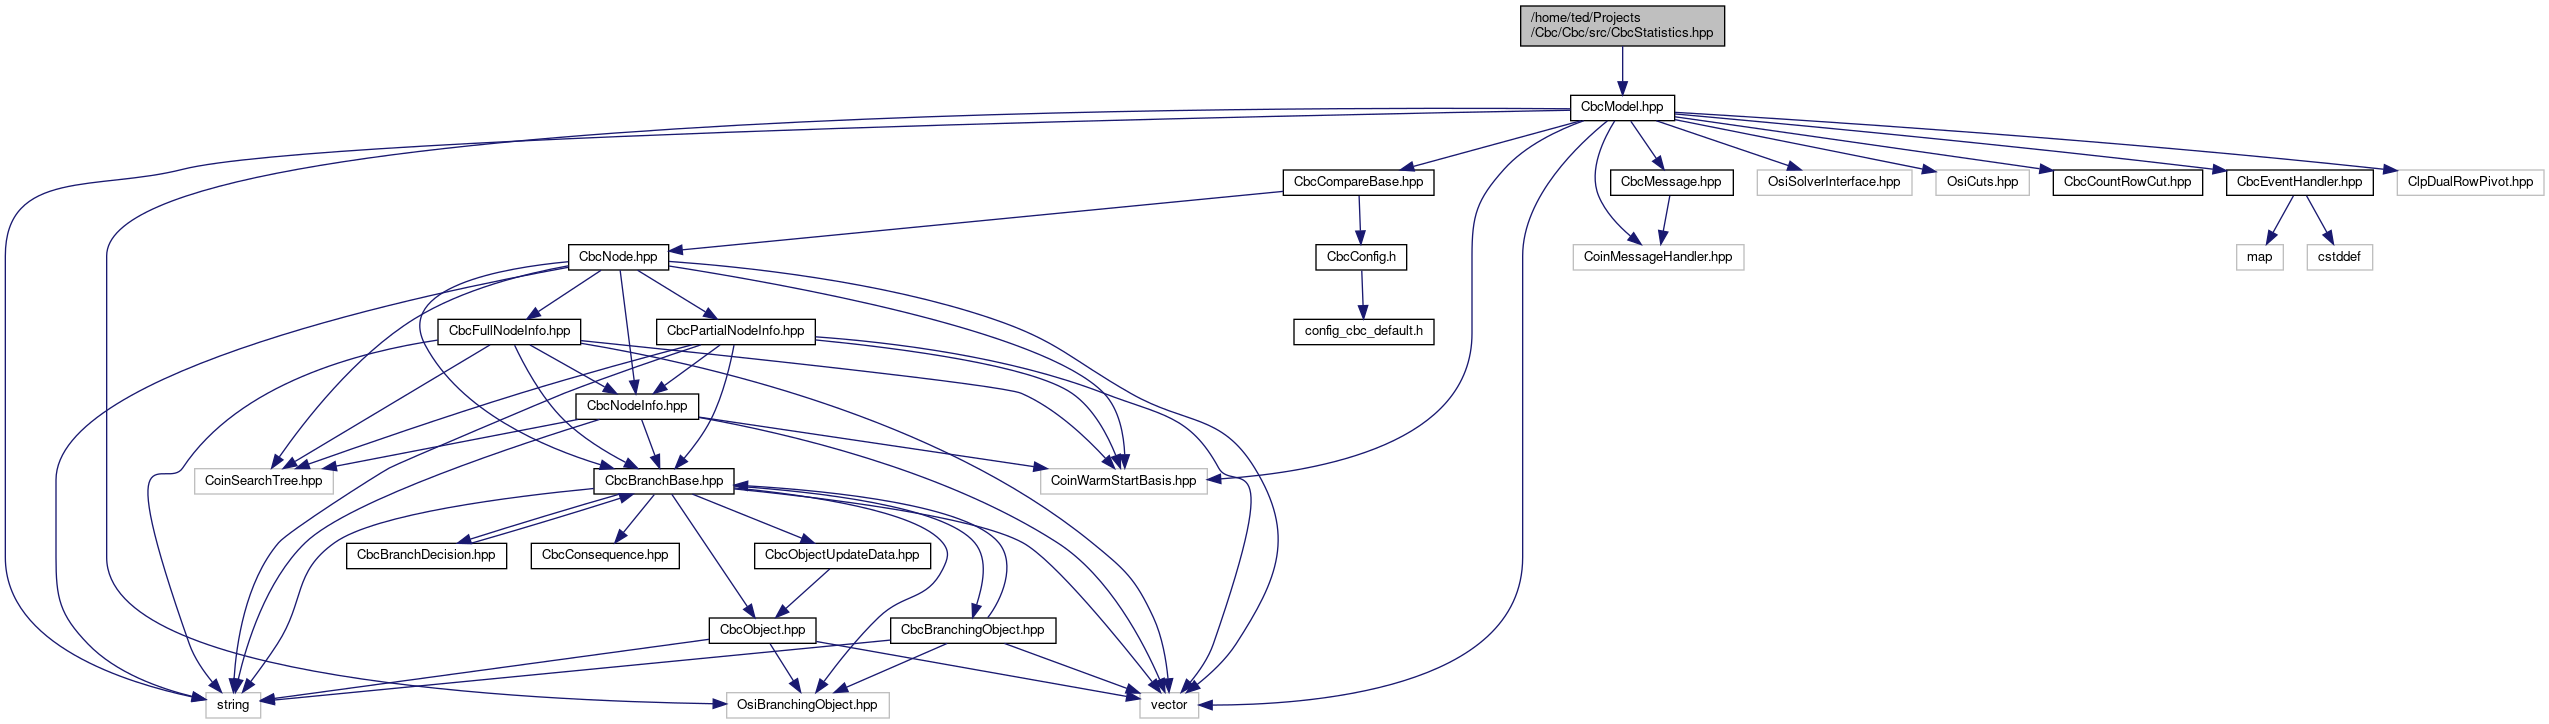 /home/ted/Projects
/Cbc/Cbc/src/CbcStatistics.hpp
CbcModel.hpp
CbcCompareBase.hpp
CbcMessage.hpp
OsiSolverInterface.hpp
OsiCuts.hpp
CbcCountRowCut.hpp
CbcEventHandler.hpp
ClpDualRowPivot.hpp
CbcNode.hpp
CbcConfig.h
CoinMessageHandler.hpp
map
cstddef
CbcFullNodeInfo.hpp
CbcPartialNodeInfo.hpp
config_cbc_default.h
CbcNodeInfo.hpp
CoinSearchTree.hpp
CbcBranchBase.hpp
CoinWarmStartBasis.hpp
CbcBranchDecision.hpp
CbcConsequence.hpp
CbcObjectUpdateData.hpp
CbcObject.hpp
CbcBranchingObject.hpp
string
OsiBranchingObject.hpp
vector